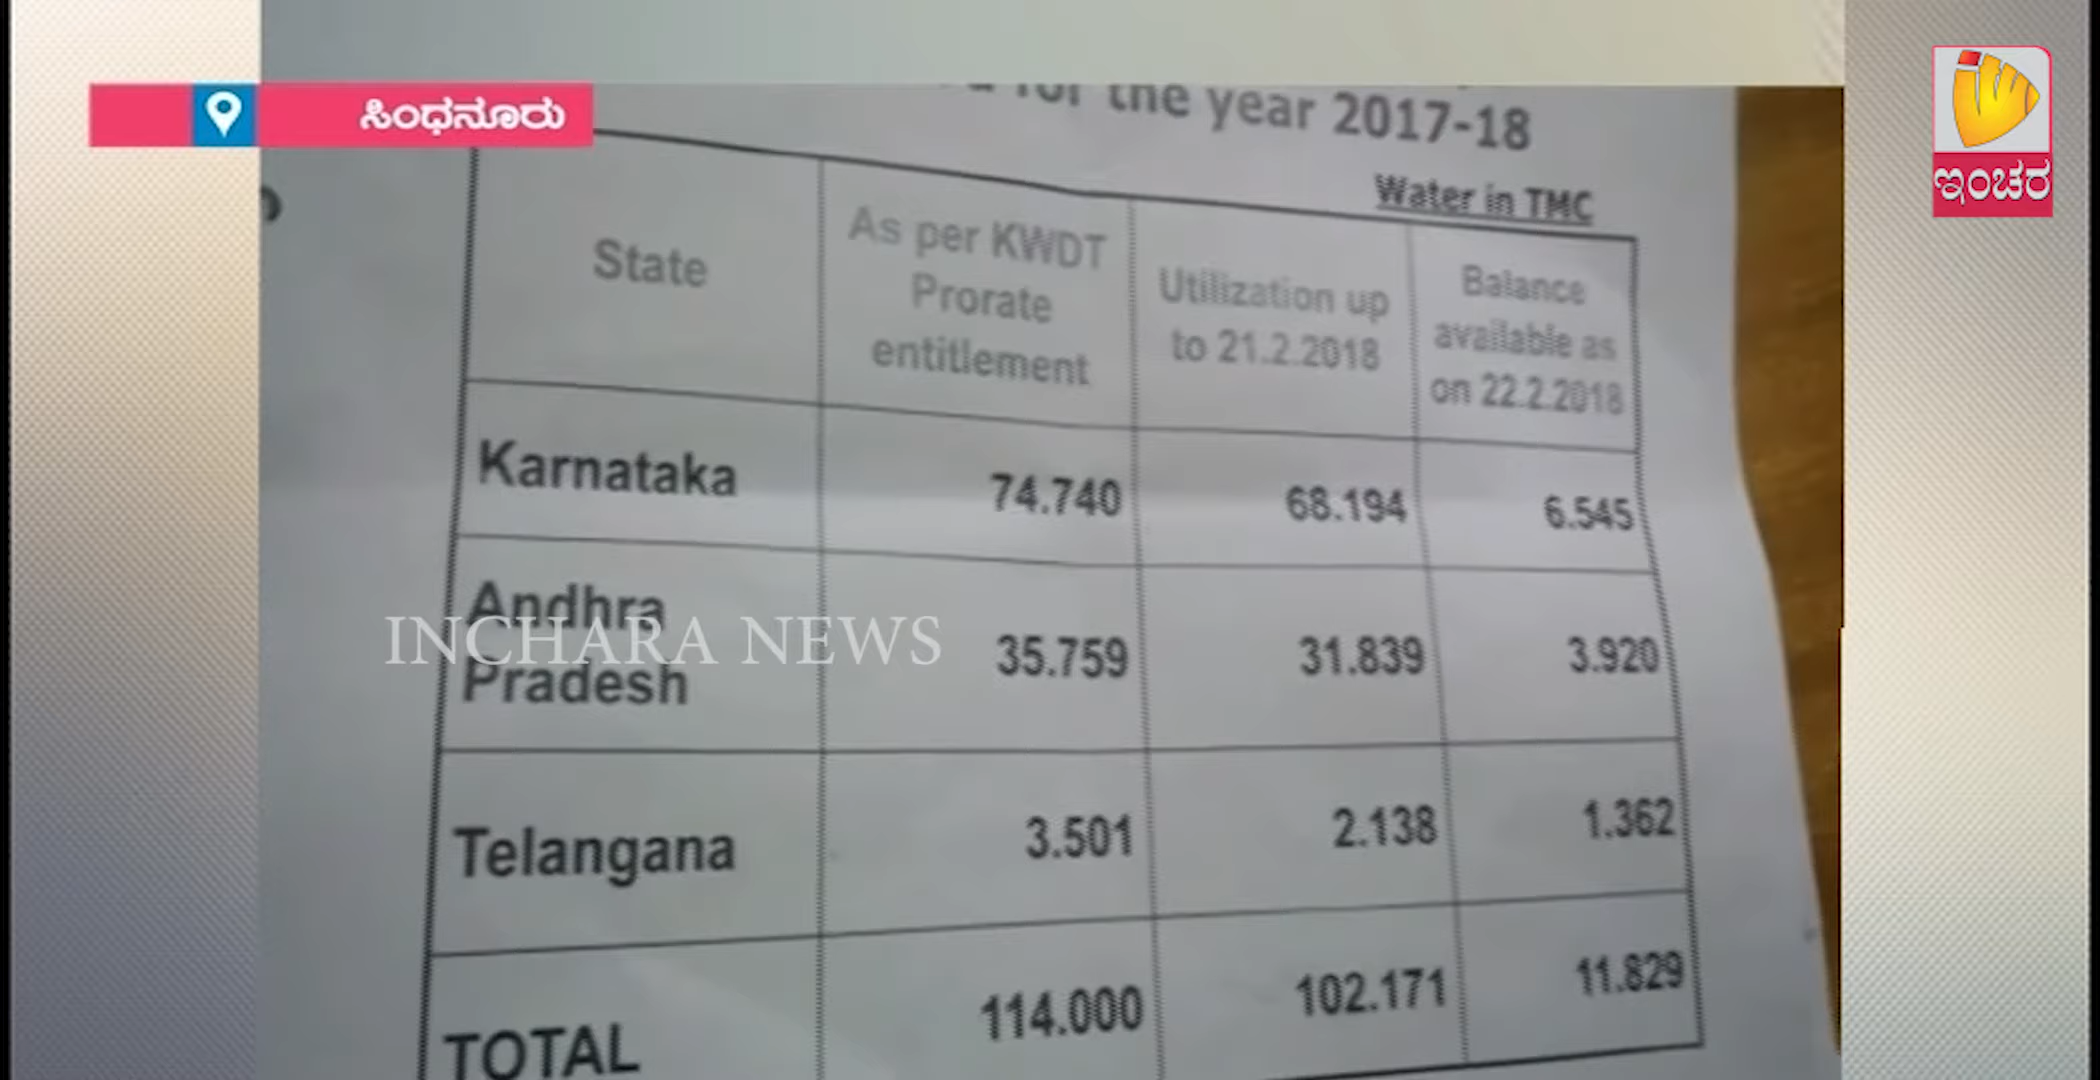 ಸಿಂಧನೂರು
ಇಂಚರ
for the year 2017-18
Water in TMC
State
As per KWDT
Prorate
entitlement
Utilization up
to 21.2.2018
Balance
available as
on 22.2.2018
Karnataka 74.740 68.194 6.545
Andhra
Pradesh 35.759 31.839 3.920
INCHARA NEWS
Telangana 3.501 2.138 1.362
TOTAL 114.000 102.171 11.829